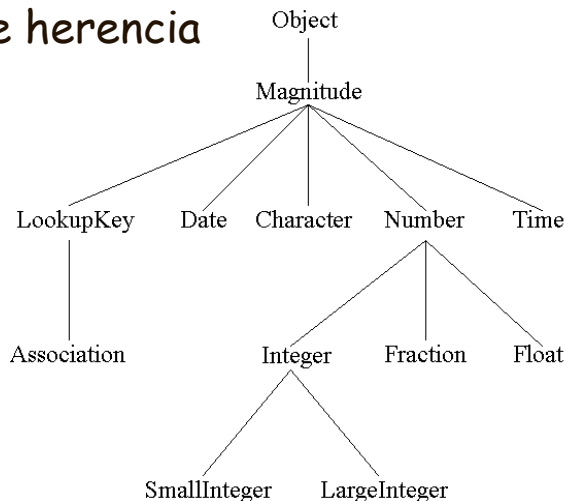 e herencia
Object
Magnitude
LookupKey Date Character Number Time
Association Integer Fraction Float
SmallInteger LargeInteger